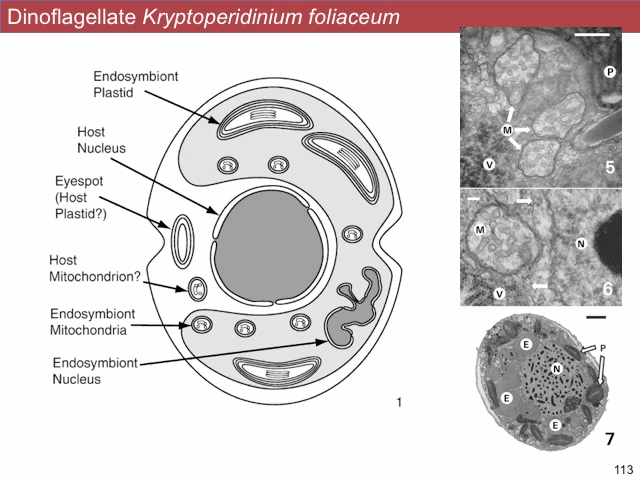 Dinoflagellate Kryptoperidinium foliaceum
Endosymbiont
Plastid
Host
Nucleus
Eyespot
(Host
Plastid?)
Host
Mitochondrion?
Endosymbiont
Mitochondria
Endosymbiont
Nucleus
1
P
M
V
5
M
N
V
6
E
P
N
E
E
7
113